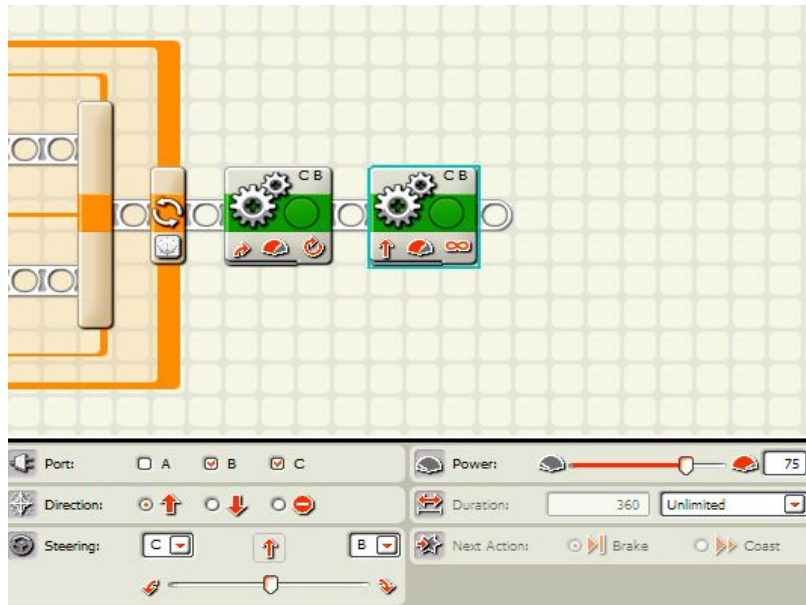 C B
C B
Port: A B C
Power: 75
Direction:
Duration: 360 Unlimited
Steering: C B
Next Action: Brake Coast